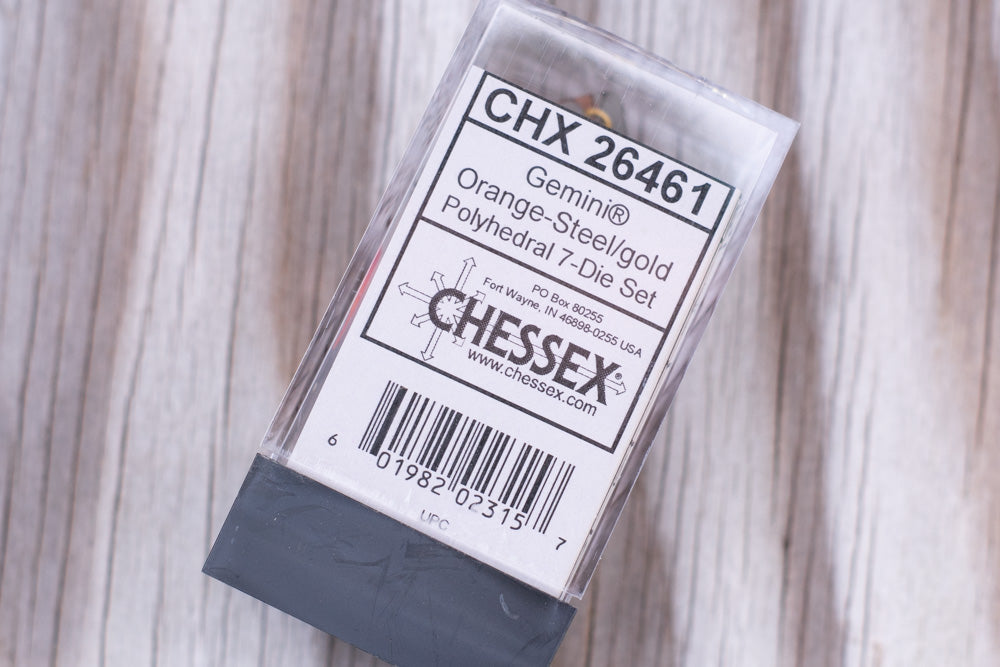 CHX 26461
Gemini®
Orange-Steel/gold
Polyhedral 7-Die Set
PO Box 80255
Fort Wayne, IN 46898-0255 USA
CHESSEX®
www.chessex.com
6 01982 02315 7
UPC